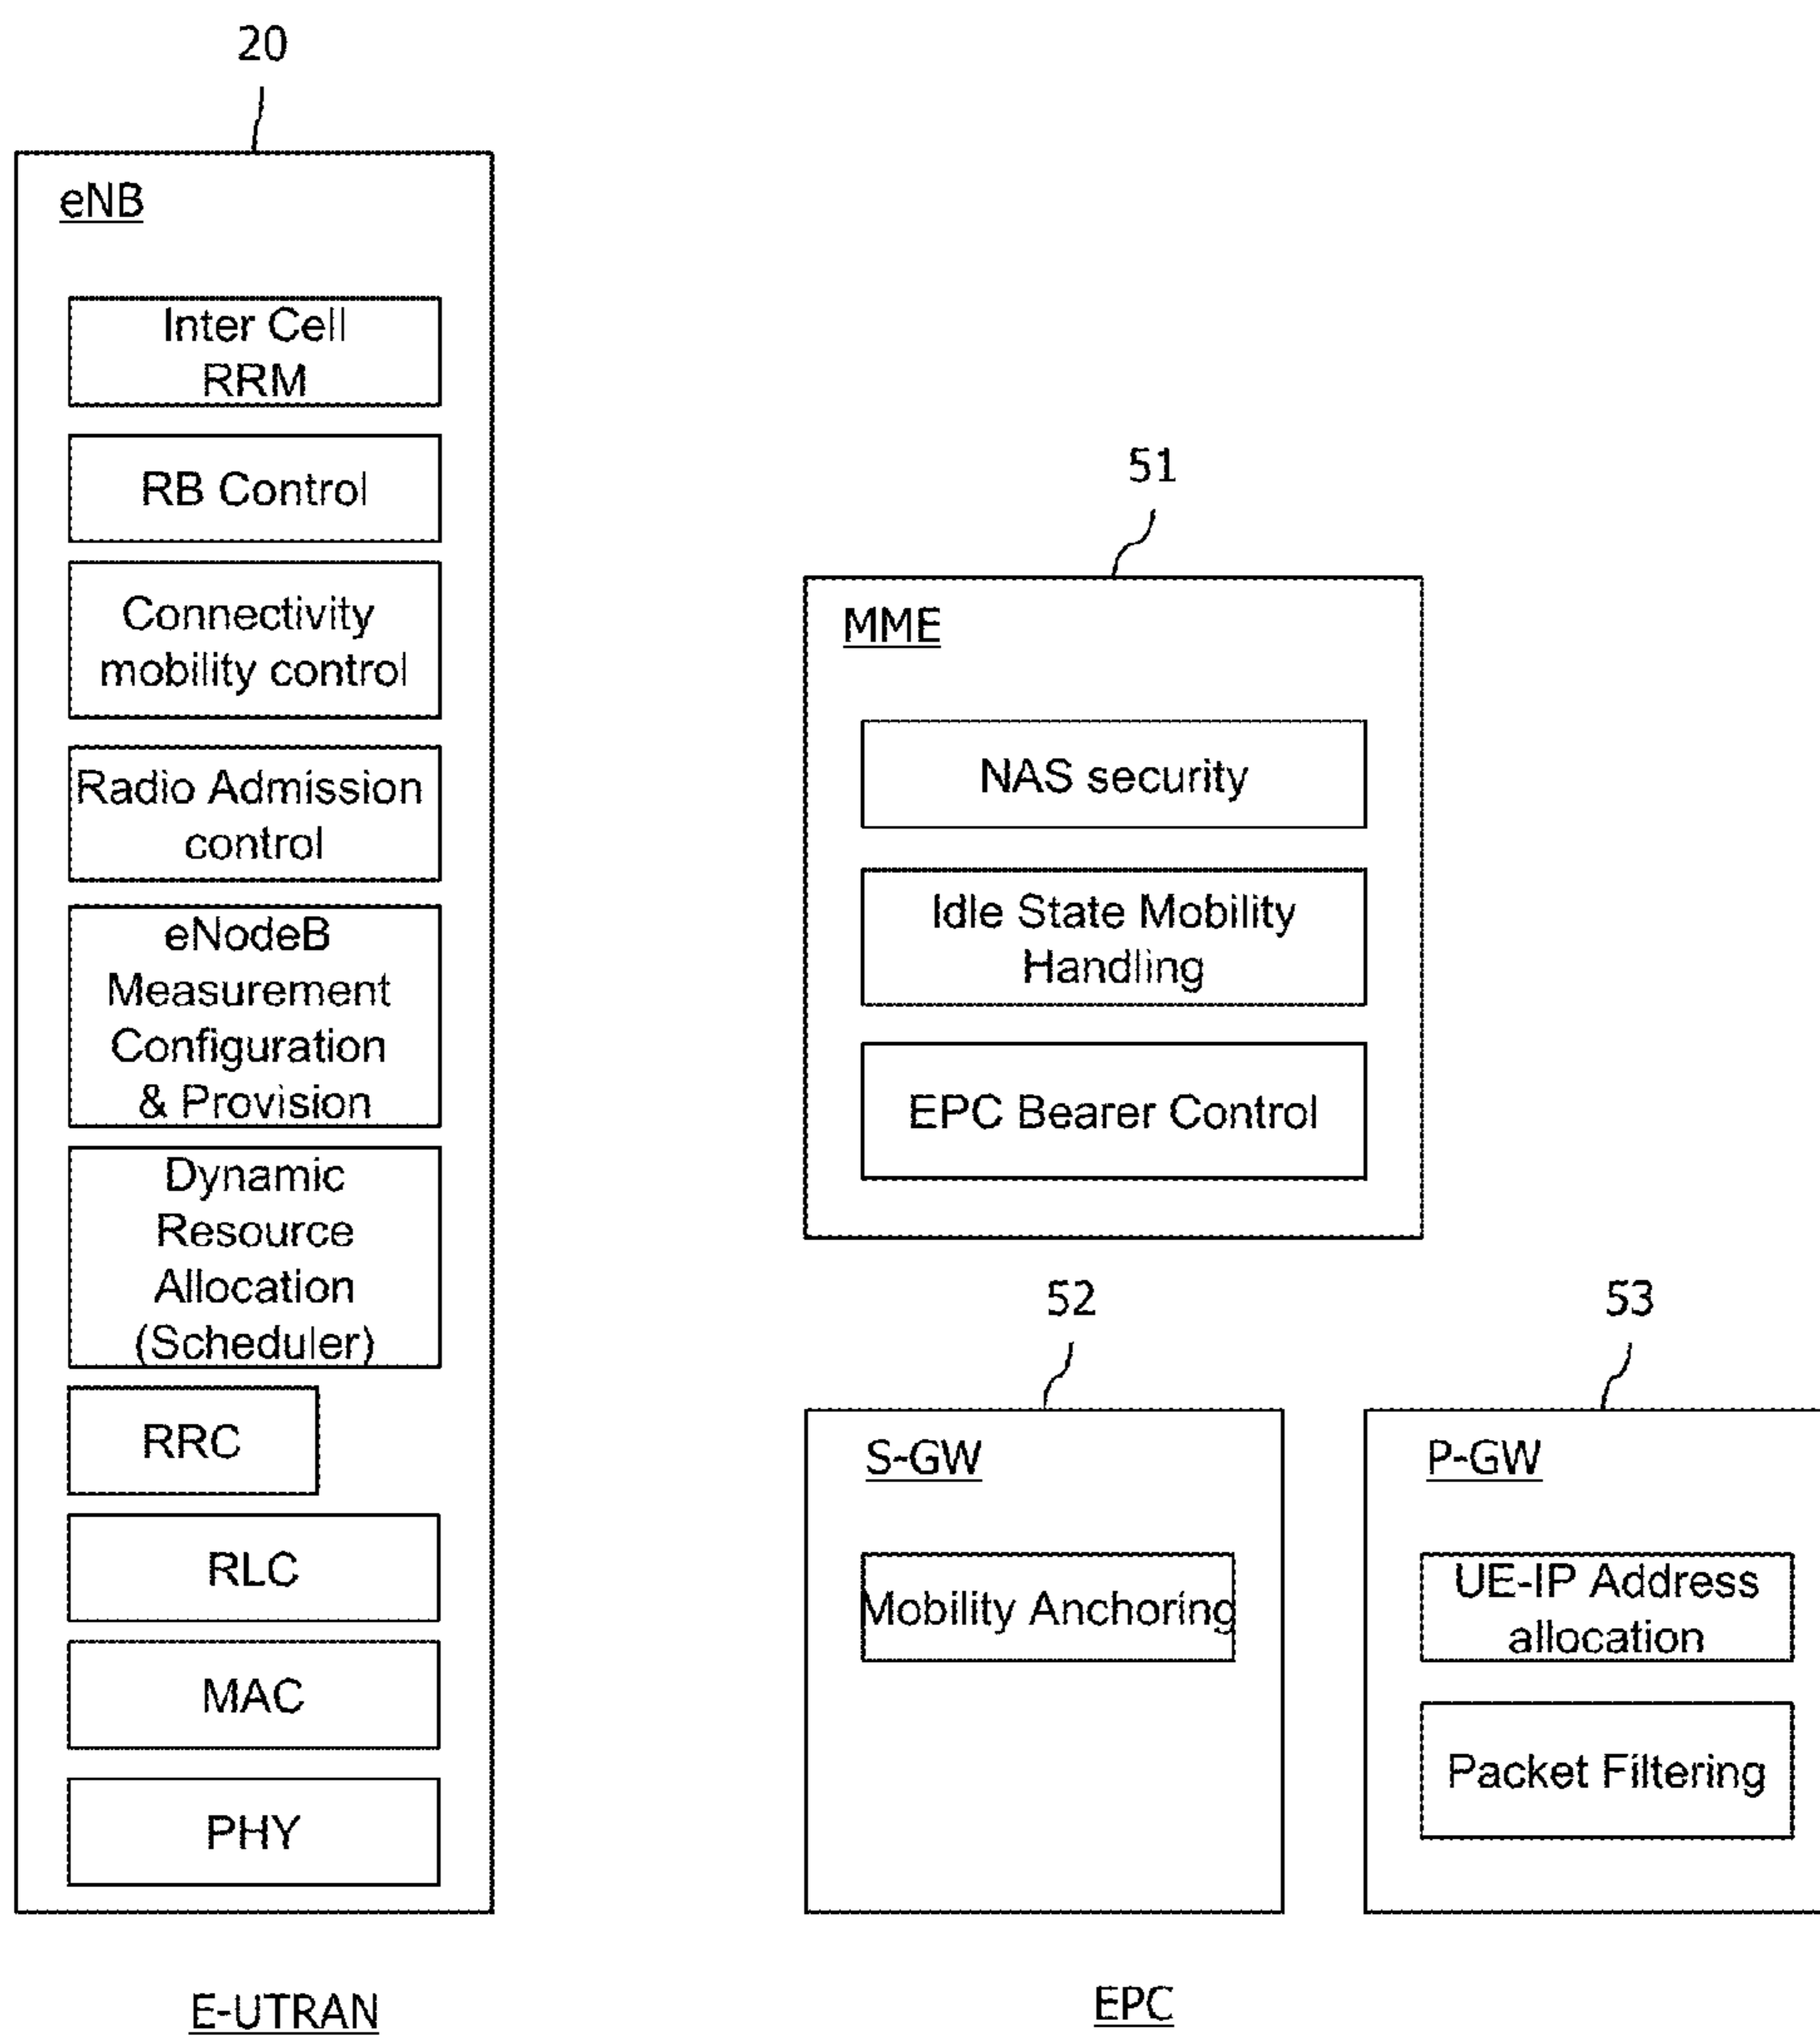 20
eNB
Inter Cell
RRM
RB Control
Connectivity
mobility control
Radio Admission
control
eNodeB
Measurement
Configuration
& Provision
Dynamic
Resource
Allocation
(Scheduler)
RRC
RLC
MAC
PHY
E-UTRAN
51
MME
NAS security
Idle State Mobility
Handling
EPC Bearer Control
52
S-GW
Mobility Anchoring
53
P-GW
UE-IP Address
allocation
Packet Filtering
EPC